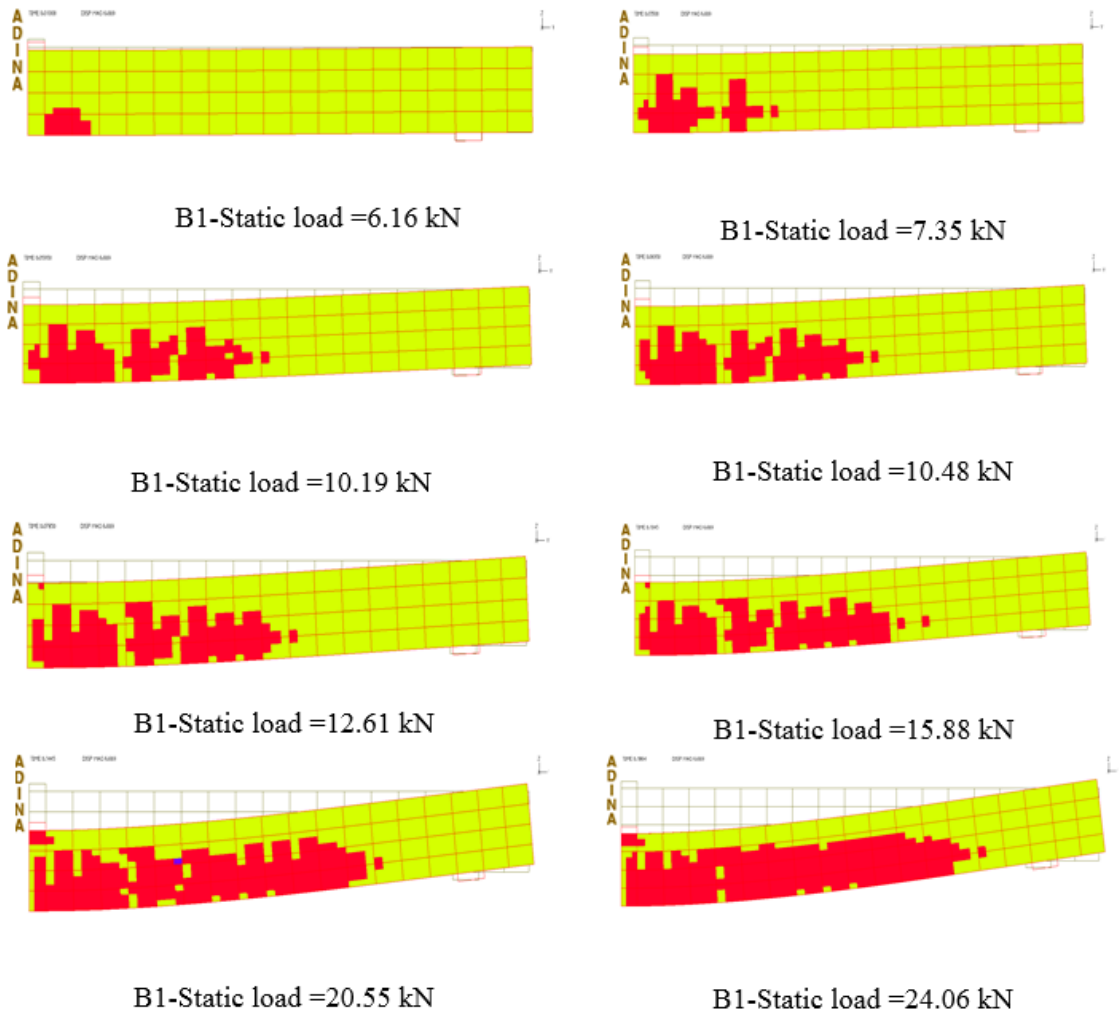 ADINA
ADINA
B1-Static load =6.16 kN
B1-Static load =7.35 kN
ADINA
ADINA
B1-Static load =10.19 kN
B1-Static load =10.48 kN
ADINA
ADINA
B1-Static load =12.61 kN
B1-Static load =15.88 kN
ADINA
ADINA
B1-Static load =20.55 kN
B1-Static load =24.06 kN